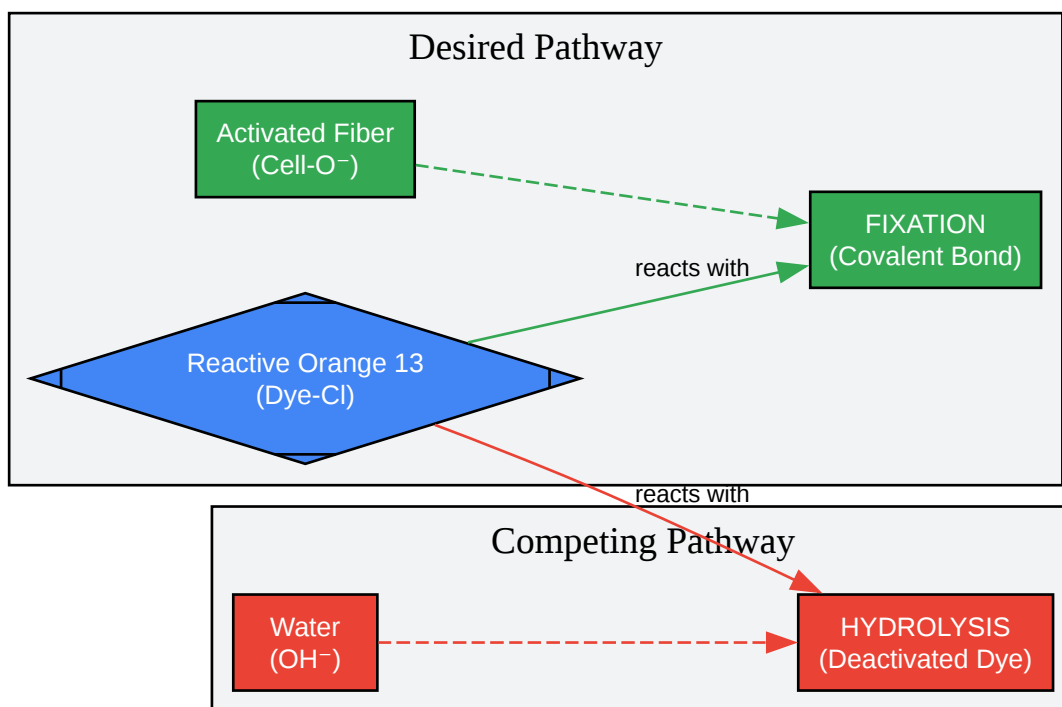 Desired Pathway
Activated Fiber
(Cell-O⁻)
FIXATION
(Covalent Bond)
reacts with
Reactive Orange 13
(Dye-Cl)
reacts with
Competing Pathway
Water
(OH⁻)
HYDROLYSIS
(Deactivated Dye)